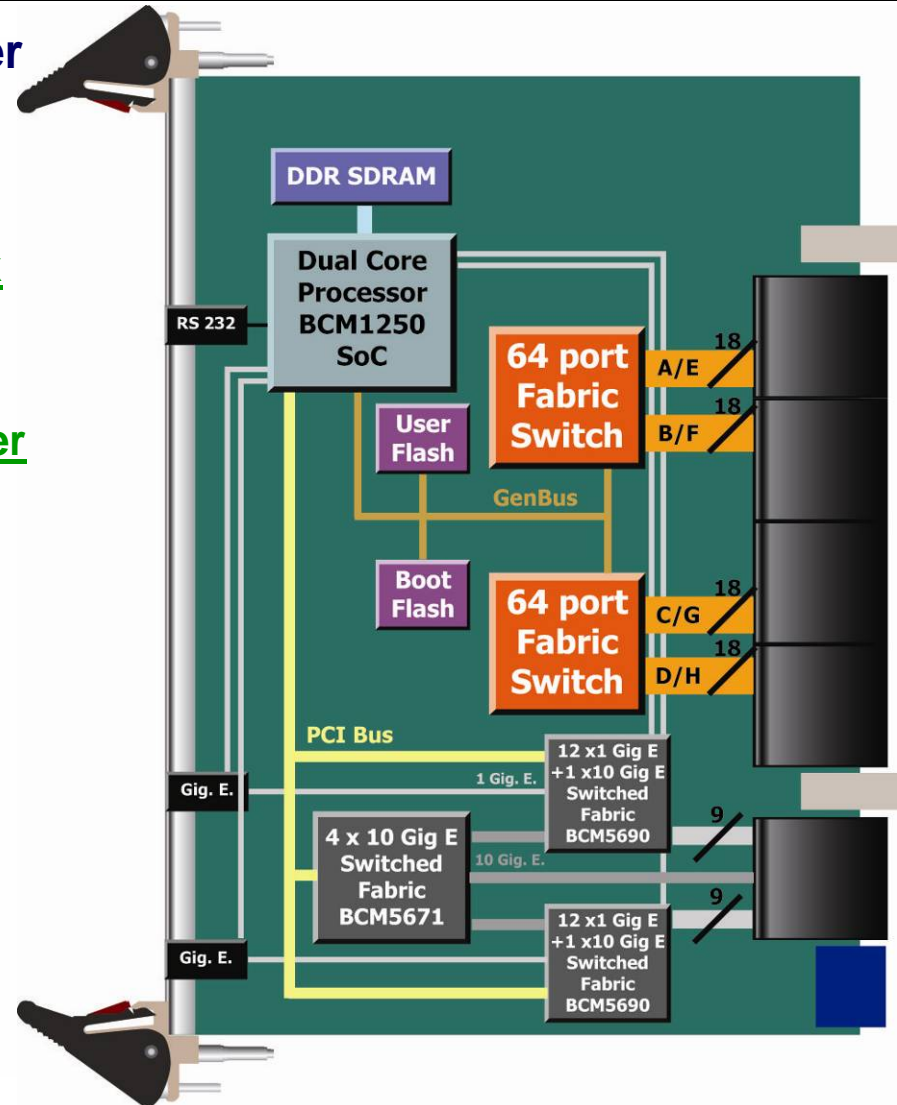 er
DDR SDRAM
Dual Core
Processor
BCM1250
SoC
RS 232
64 port
Fabric
Switch
18
A/E
18
B/F
User
Flash
er
GenBus
Boot
Flash
64 port
Fabric
Switch
18
C/G
18
D/H
PCI Bus
12 x1 Gig E
+1 x10 Gig E
Switched
Fabric
BCM5690
1 Gig. E.
Gig. E.
9
4 x 10 Gig E
Switched
Fabric
BCM5671
10 Gig. E.
9
12 x1 Gig E
+1 x10 Gig E
Switched
Fabric
BCM5690
Gig. E.